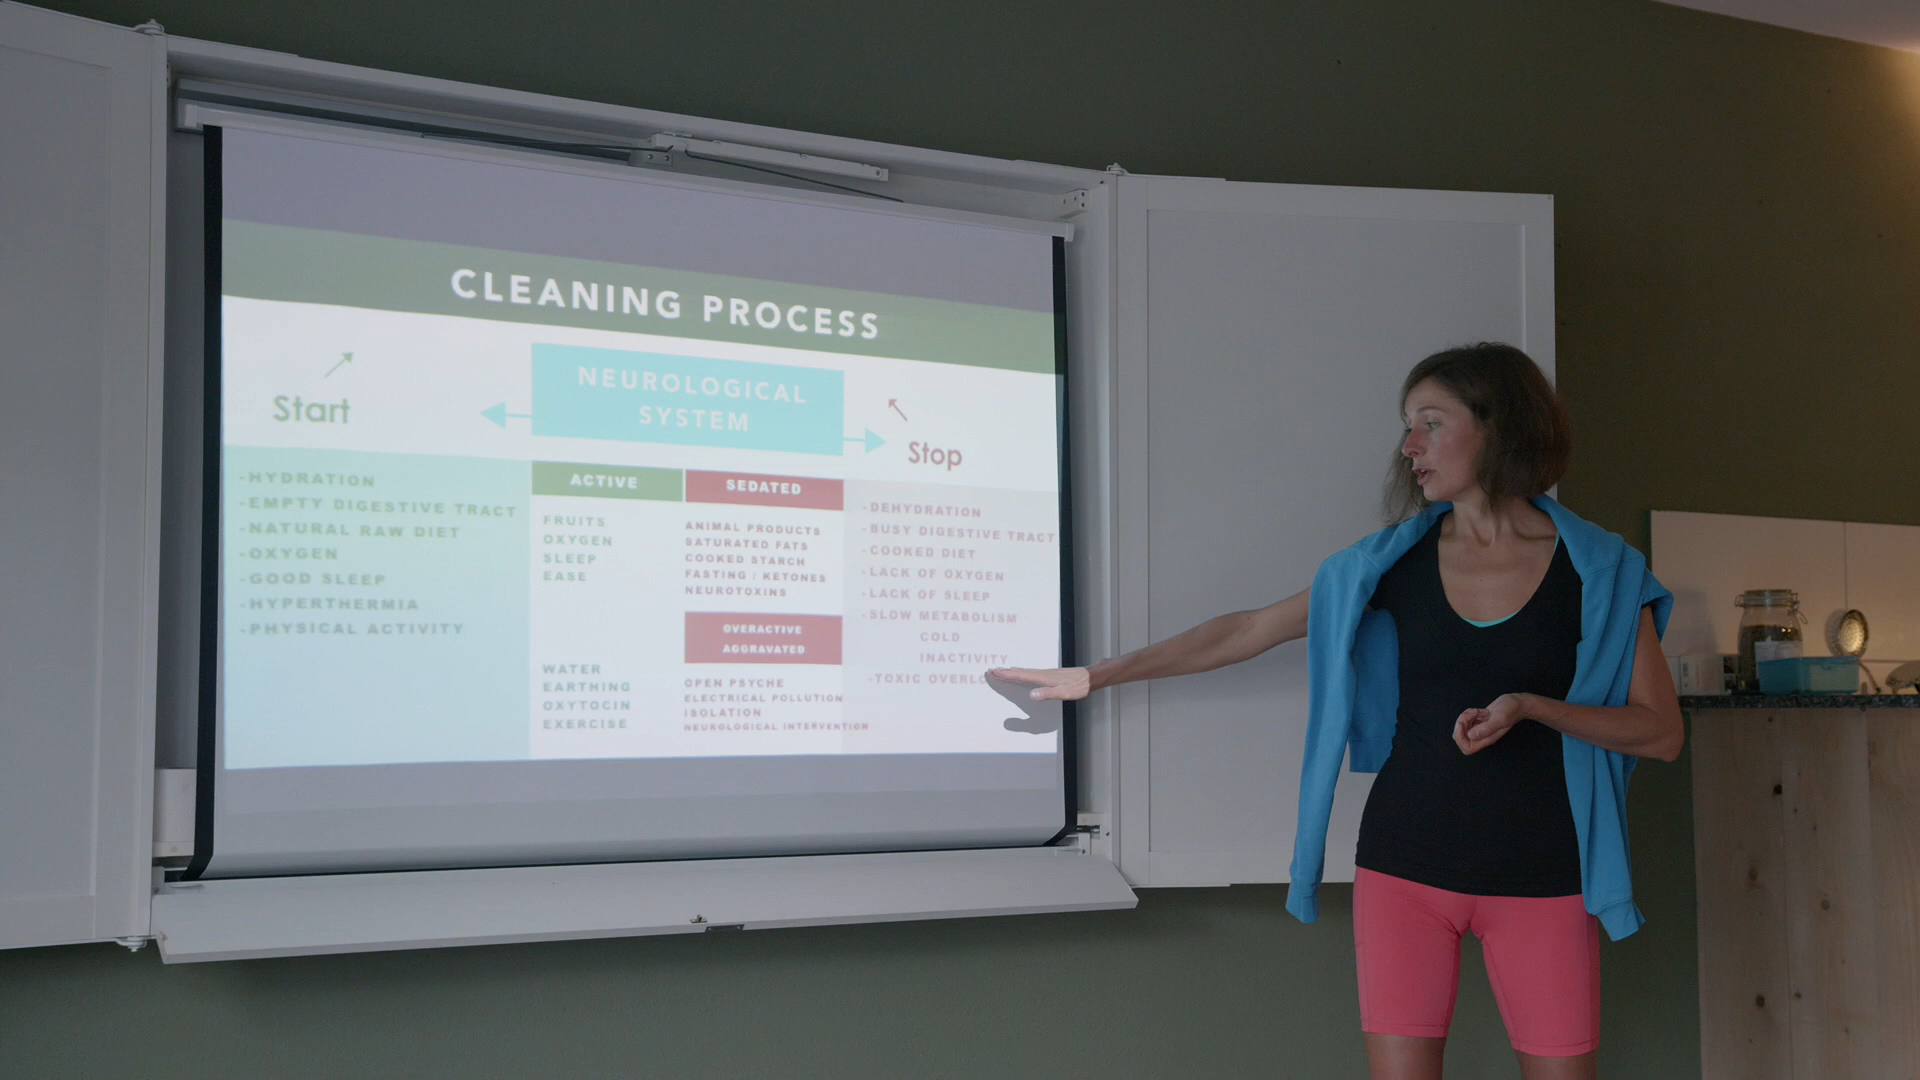 CLEANING PROCESS
NEUROLOGICAL
SYSTEM
Start
Stop
-HYDRATION
-EMPTY DIGESTIVE TRACT
-NATURAL RAW DIET
-OXYGEN
-GOOD SLEEP
-HYPERTHERMIA
-PHYSICAL ACTIVITY
ACTIVE
FRUITS
OXYGEN
SLEEP
EASE
WATER
EARTHING
OXYTOCIN
EXERCISE
SEDATED
ANIMAL PRODUCTS
SATURATED FATS
COOKED STARCH
FASTING / KETONES
NEUROTOXINS
OVERACTIVE
AGGRAVATED
OPEN PSYCHE
ELECTRICAL POLLUTION
ISOLATION
NEUROLOGICAL INTERVENTION
-DEHYDRATION
-BUSY DIGESTIVE TRACT
-COOKED DIET
-LACK OF OXYGEN
-LACK OF SLEEP
-SLOW METABOLISM
COLD
INACTIVITY
-TOXIC